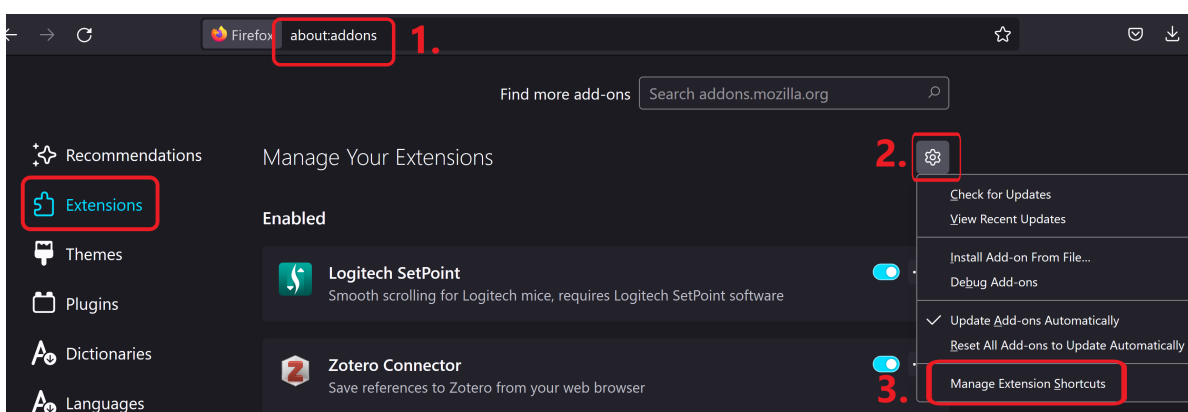 Firefox about:addons 1.
Find more add-ons Search addons.mozilla.org
Recommendations
Extensions
Themes
Plugins
Dictionaries
Languages
Manage Your Extensions 2.
Enabled
Logitech SetPoint
Smooth scrolling for Logitech mice, requires Logitech SetPoint software
Zotero Connector
Save references to Zotero from your web browser
Check for Updates
View Recent Updates
Install Add-on From File...
Debug Add-ons
Update Add-ons Automatically
Reset All Add-ons to Update Automatically
3. Manage Extension Shortcuts